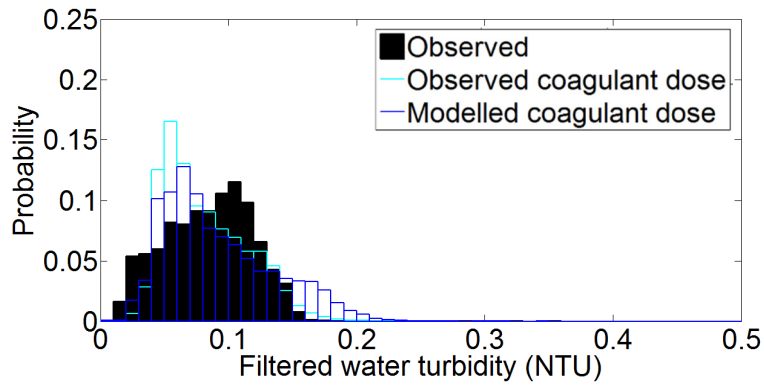 0.25
0.2
0.15
0.1
0.05
0
Probability
Observed
Observed coagulant dose
Modelled coagulant dose
0 0.1 0.2 0.3 0.4 0.5
Filtered water turbidity (NTU)